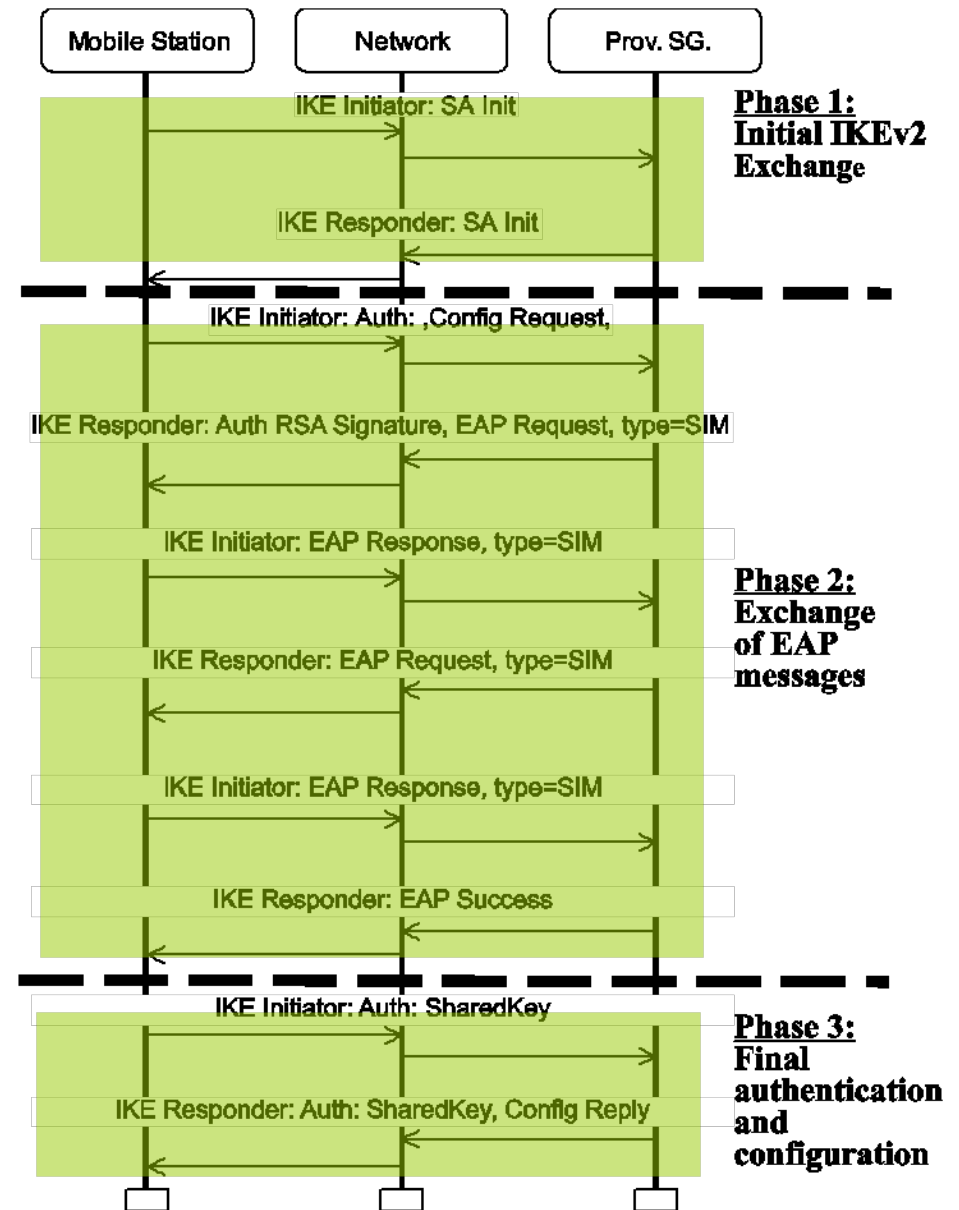 Mobile Station
Network
Prov. SG.
IKE Initiator: SA Init
Phase 1:
Initial IKEv2
Exchange
IKE Responder: SA Init
IKE Initiator: Auth: ,Config Request,
IKE Responder: Auth RSA Signature, EAP Request, type=SIM
IKE Initiator: EAP Response, type=SIM
Phase 2:
Exchange
of EAP
messages
IKE Responder: EAP Request, type=SIM
IKE Initiator: EAP Response, type=SIM
IKE Responder: EAP Success
IKE Initiator: Auth: SharedKey
Phase 3:
Final
authentication
and
configuration
IKE Responder: Auth: SharedKey, Config Reply